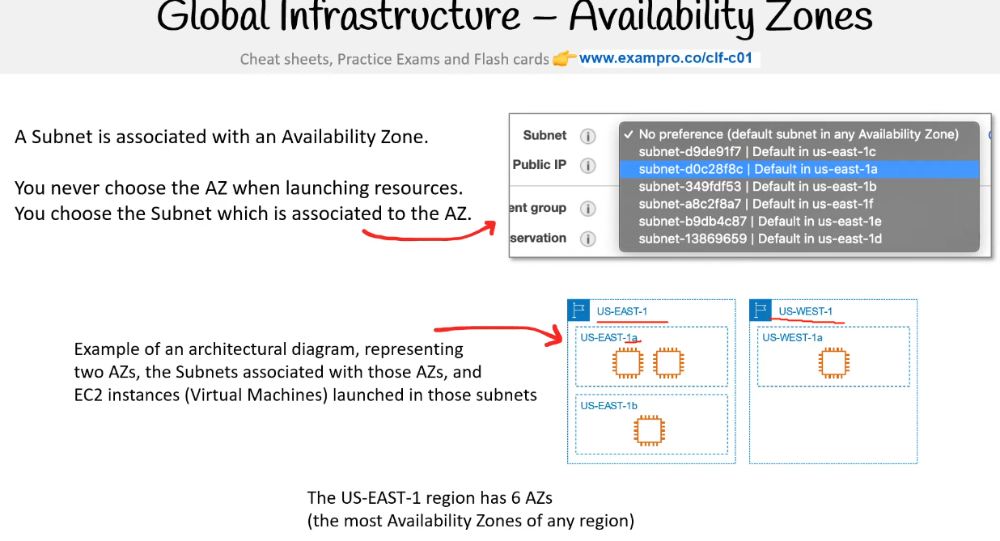 Global Infrastructure – Availability Zones
Cheat sheets, Practice Exams and Flash cards 👉 www.exampro.co/clf-c01
A Subnet is associated with an Availability Zone.
You never choose the AZ when launching resources.
You choose the Subnet which is associated to the AZ.
Subnet
Public IP
ent group
servation
✓ No preference (default subnet in any Availability Zone)
subnet-d9de91f7 | Default in us-east-1c
subnet-d0c28f8c | Default in us-east-1a
subnet-349fdf53 | Default in us-east-1b
subnet-a8c2f8a7 | Default in us-east-1f
subnet-b9db4c87 | Default in us-east-1e
subnet-13869659 | Default in us-east-1d
Example of an architectural diagram, representing
two AZs, the Subnets associated with those AZs, and
EC2 instances (Virtual Machines) launched in those subnets
US-EAST-1
US-EAST-1a
US-EAST-1b
US-WEST-1
US-WEST-1a
The US-EAST-1 region has 6 AZs
(the most Availability Zones of any region)